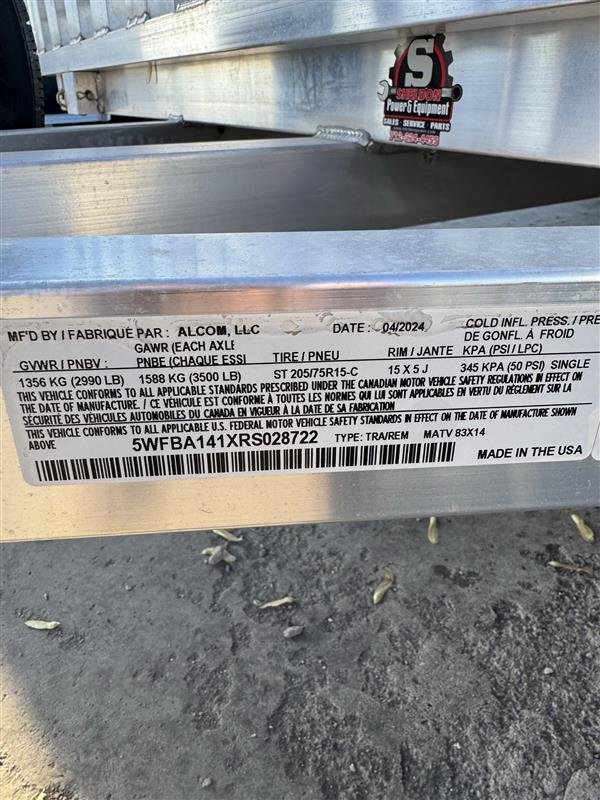 S
SHELDON
Power & Equipment
SALES SERVICE PARTS
MF'D BY / FABRIQUÉ PAR : ALCOM, LLC DATE : 04/2024 COLD INFL. PRESS. / PRE
GAWR (EACH AXLE DE GONFL. À FROID
GVWR / PNBV : PNBE (CHAQUE ESSI TIRE / PNEU RIM / JANTE KPA (PSI / LPC)
1356 KG (2990 LB) 1588 KG (3500 LB) ST 205/75R15-C 15 X 5 J 345 KPA (50 PSI) SINGLE
THIS VEHICLE CONFORMS TO ALL APPLICABLE STANDARDS PRESCRIBED UNDER THE CANADIAN MOTOR VEHICLE SAFETY REGULATIONS IN EFFECT ON
THE DATE OF MANUFACTURE. / CE VÉHICULE EST CONFORME À TOUTES LES NORMES QUI LUI SONT APPLICABLES EN VERTU DU RÈGLEMENT SUR LA
SÉCURITÉ DES VÉHICULES AUTOMOBILES DU CANADA EN VIGUEUR À LA DATE DE SA FABRICATION
THIS VEHICLE CONFORMS TO ALL APPLICABLE U.S. FEDERAL MOTOR VEHICLE SAFETY STANDARDS IN EFFECT ON THE DATE OF MANUFACTURE SHOWN
ABOVE 5WFBA141XRS028722 TYPE: TRA/REM MATV 83X14
MADE IN THE USA